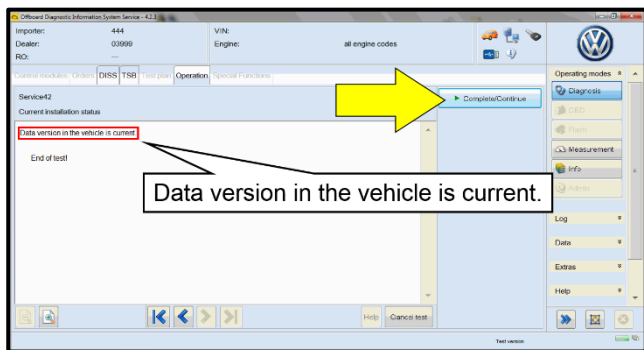 Offboard Diagnostic Information System Service - 4.2.3
Importer: 444 VIN:
Dealer: 03999 Engine: all engine codes
RO: ---
Control modules Orders DISS TSB Test plan Operation Special Functions
Operating modes
Service42
Complete/Continue
Diagnosis
Current installation status
OBD
Data version in the vehicle is current.
Flash
End of test!
Measurement
Info
Data version in the vehicle is current.
Admin
Log
Data
Extras
Help
Help Cancel test
Test version